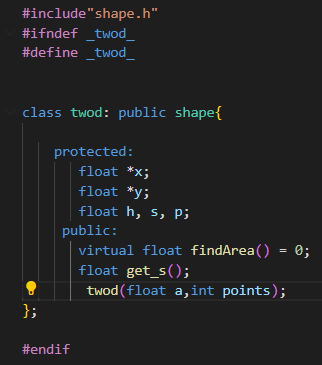 #include"shape.h"
#ifndef _twod_
#define _twod_
class twod: public shape{
protected:
float *x;
float *y;
float h, s, p;
public:
virtual float findArea() = 0;
float get_s();
twod(float a,int points);
};
#endif